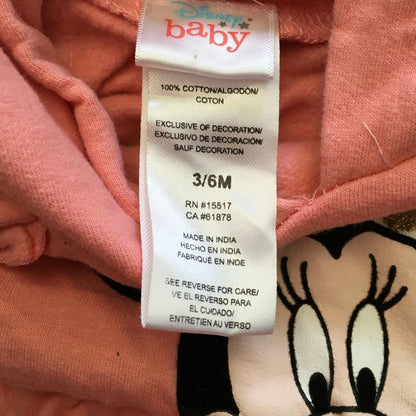 Disney
baby
100% COTTON/ALGODÓN/
COTON
EXCLUSIVE OF DECORATION/
EXCLUSIVO DE DECORACIÓN/
SAUF DECORATION
3/6M
RN #15517
CA #61878
MADE IN INDIA
HECHO EN INDIA
FABRIQUÉ EN INDE
SEE REVERSE FOR CARE/
VE EL REVERSO PARA
EL CUIDADO/
ENTRETIEN AU VERSO